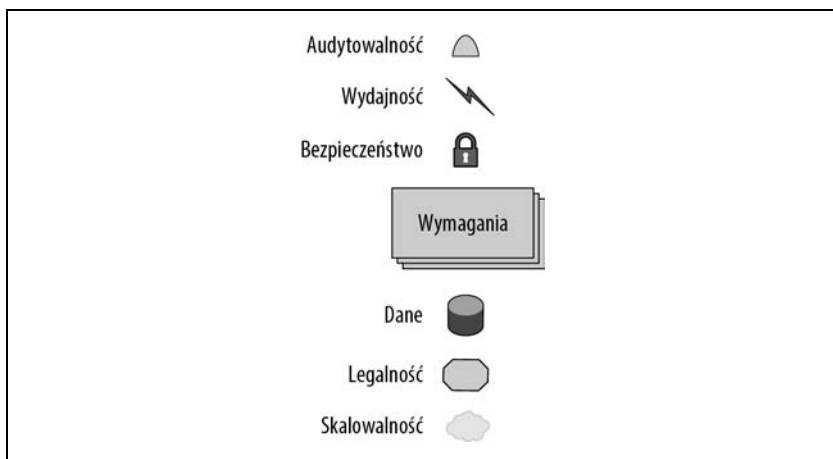 Audytowalność
Wydajność
Bezpieczeństwo
Wymagania
Dane
Legalność
Skalowalność